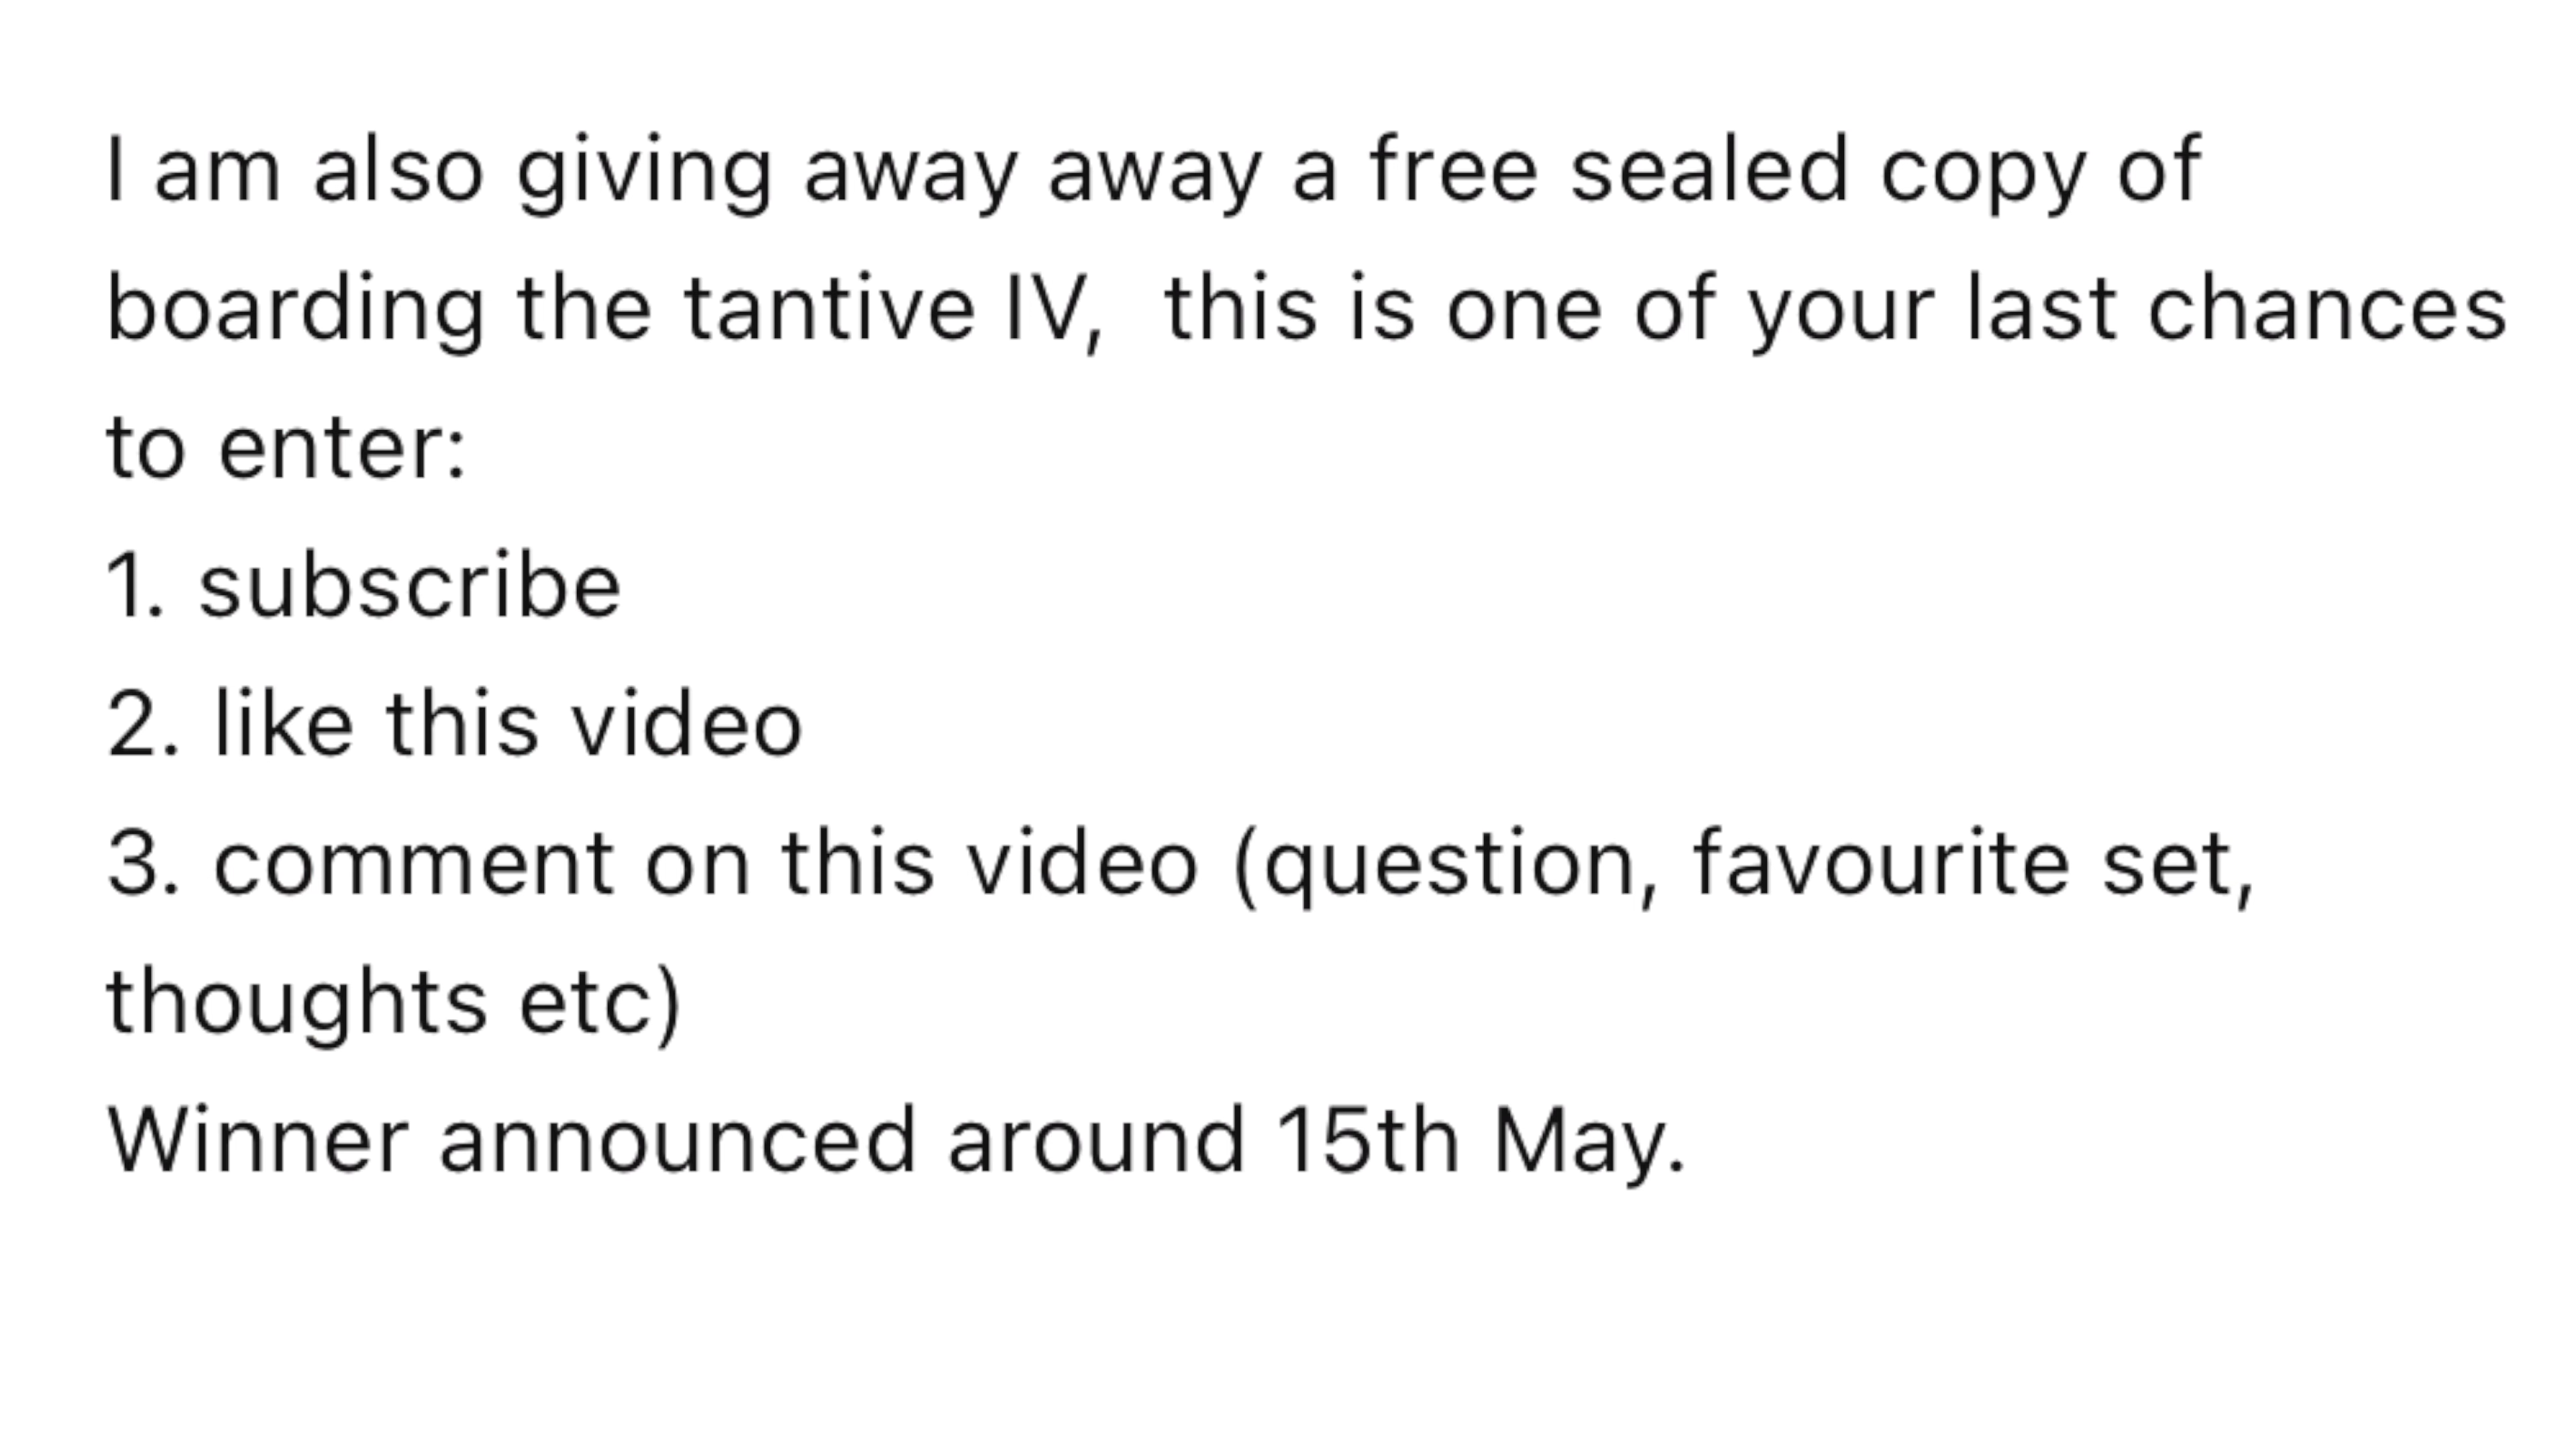 I am also giving away away a free sealed copy of
boarding the tantive IV,  this is one of your last chances
to enter:
1. subscribe
2. like this video
3. comment on this video (question, favourite set,
thoughts etc)
Winner announced around 15th May.